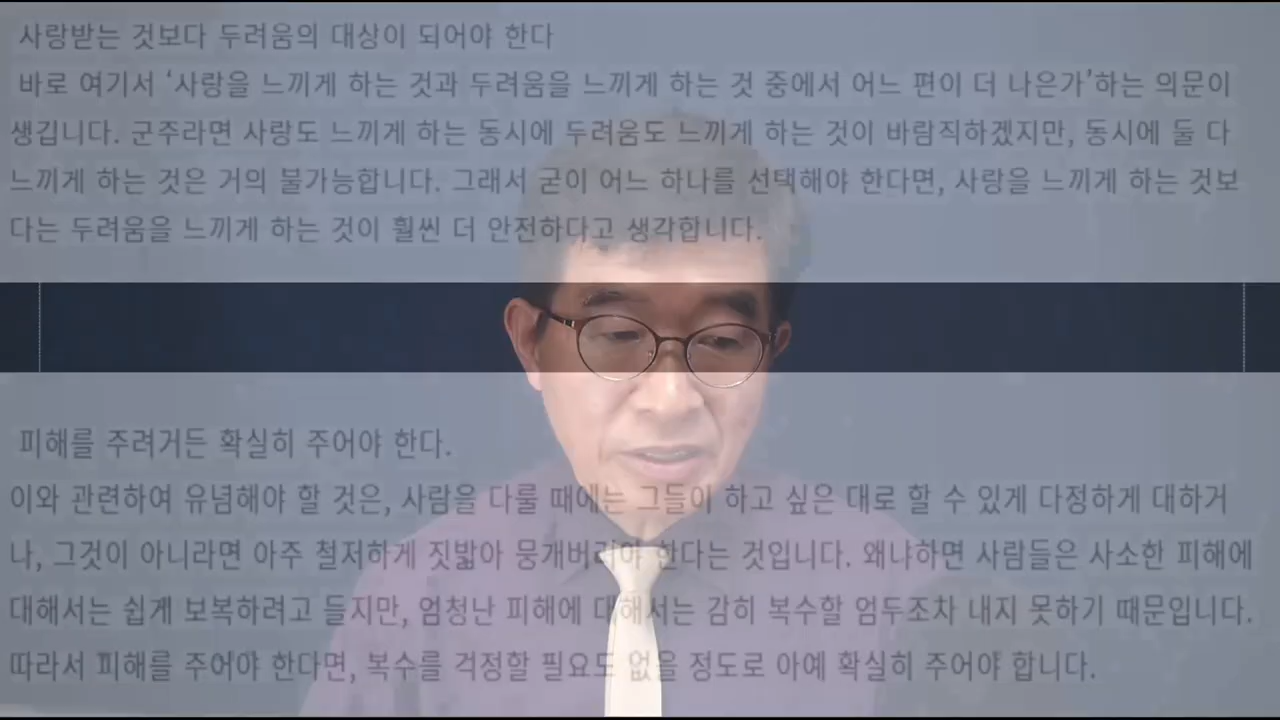 사랑받는 것보다 두려움의 대상이 되어야 한다
바로 여기서 ‘사랑을 느끼게 하는 것과 두려움을 느끼게 하는 것 중에서 어느 편이 더 나은가’하는 의문이
생깁니다. 군주라면 사랑도 느끼게 하는 동시에 두려움도 느끼게 하는 것이 바람직하겠지만, 동시에 둘 다
느끼게 하는 것은 거의 불가능합니다. 그래서 굳이 어느 하나를 선택해야 한다면, 사랑을 느끼게 하는 것보
다는 두려움을 느끼게 하는 것이 훨씬 더 안전하다고 생각합니다.
피해를 주려거든 확실히 주어야 한다.
이와 관련하여 유념해야 할 것은, 사람을 다룰 때에는 그들이 하고 싶은 대로 할 수 있게 다정하게 대하거
나, 그것이 아니라면 아주 철저하게 짓밟아 뭉개버려야 한다는 것입니다. 왜냐하면 사람들은 사소한 피해에
대해서는 쉽게 보복하려고 들지만, 엄청난 피해에 대해서는 감히 복수할 엄두조차 내지 못하기 때문입니다.
따라서 피해를 주어야 한다면, 복수를 걱정할 필요도 없을 정도로 아예 확실히 주어야 합니다.